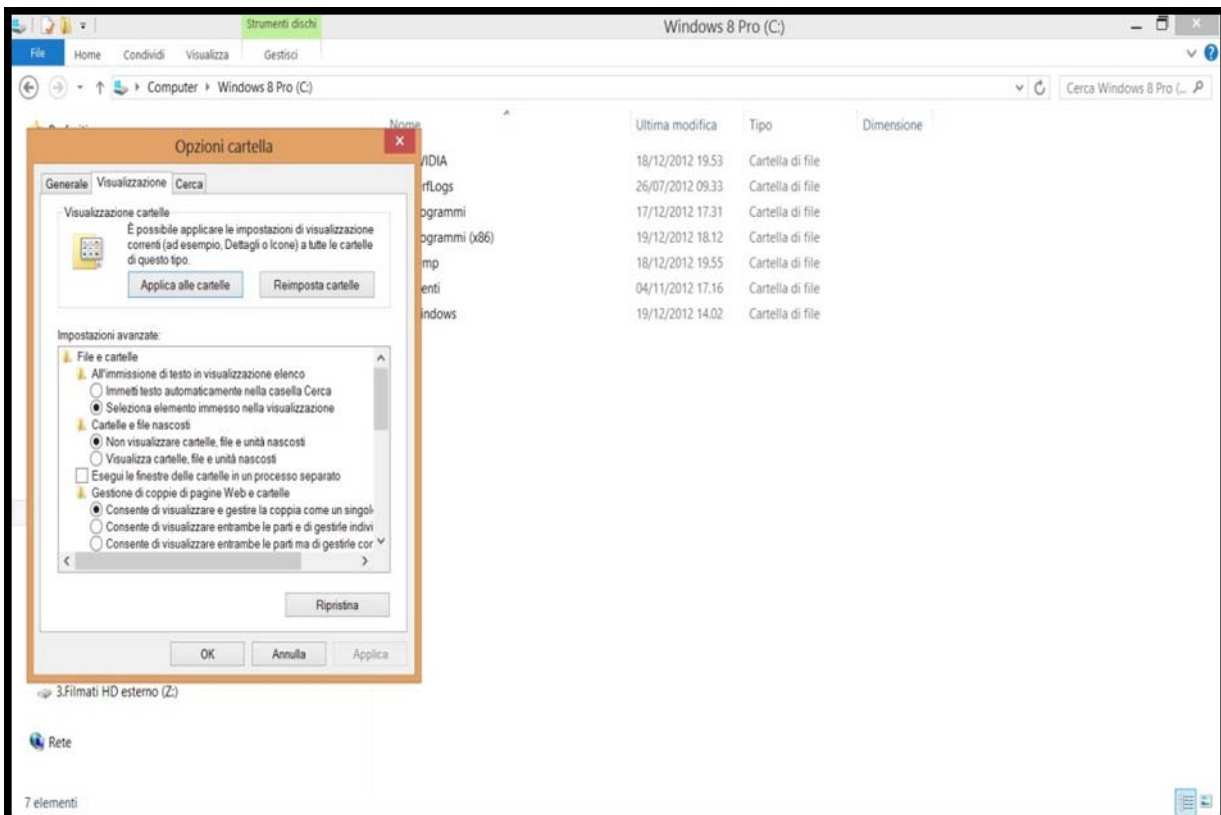 Strumenti dischi
Windows 8 Pro (C:)
File Home Condividi Visualizza Gestisci
Computer Windows 8 Pro (C:)
Cerca Windows 8 Pro (...
Nome Ultima modifica Tipo Dimensione
VIDIA 18/12/2012 19.53 Cartella di file
rfLogs 26/07/2012 09.33 Cartella di file
ogrammi 17/12/2012 17.31 Cartella di file
ogrammi (x86) 19/12/2012 18.12 Cartella di file
mp 18/12/2012 19.55 Cartella di file
enti 04/11/2012 17.16 Cartella di file
indows 19/12/2012 14.02 Cartella di file
Opzioni cartella
Generale Visualizzazione Cerca
Visualizzazione cartelle
È possibile applicare le impostazioni di visualizzazione
correnti (ad esempio, Dettagli o Icone) a tutte le cartelle
di questo tipo.
Applica alle cartelle Reimposta cartelle
Impostazioni avanzate:
File e cartelle
All'immissione di testo in visualizzazione elenco
Immetti testo automaticamente nella casella Cerca
Seleziona elemento immesso nella visualizzazione
Cartelle e file nascosti
Non visualizzare cartelle, file e unità nascosti
Visualizza cartelle, file e unità nascosti
Esegui le finestre delle cartelle in un processo separato
Gestione di coppie di pagine Web e cartelle
Consente di visualizzare e gestire la coppia come un singol
Consente di visualizzare entrambe le parti e di gestirle indivi
Consente di visualizzare entrambe le parti ma di gestirle cor
Ripristina
OK Annulla Applica
3.Filmati HD esterno (Z:)
Rete
7 elementi